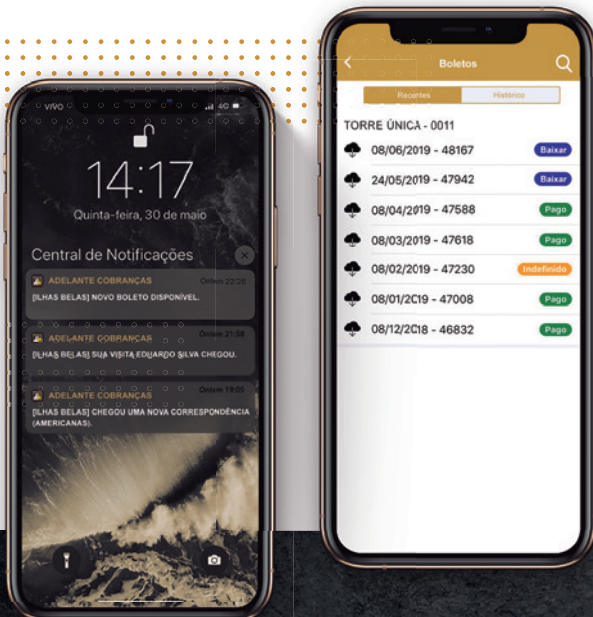 VIVO 4G
14:17
Quinta-feira, 30 de maio
Central de Notificações
ADELANTE COBRANÇAS Ontem 22:26
[ILHAS BELAS] NOVO BOLETO DISPONÍVEL.
ADELANTE COBRANÇAS Ontem 21:58
[ILHAS BELAS] SUA VISITA EDUARDO SILVA CHEGOU.
ADELANTE COBRANÇAS Ontem 19:05
[ILHAS BELAS] CHEGOU UMA NOVA CORRESPONDÊNCIA
(AMERICANAS).
Boletos
Recentes Histórico
TORRE ÚNICA - 0011
08/06/2019 - 48167 Baixar
24/05/2019 - 47942 Baixar
08/04/2019 - 47588 Pago
08/03/2019 - 47618 Pago
08/02/2019 - 47230 Indefinido
08/01/2019 - 47008 Pago
08/12/2018 - 46832 Pago